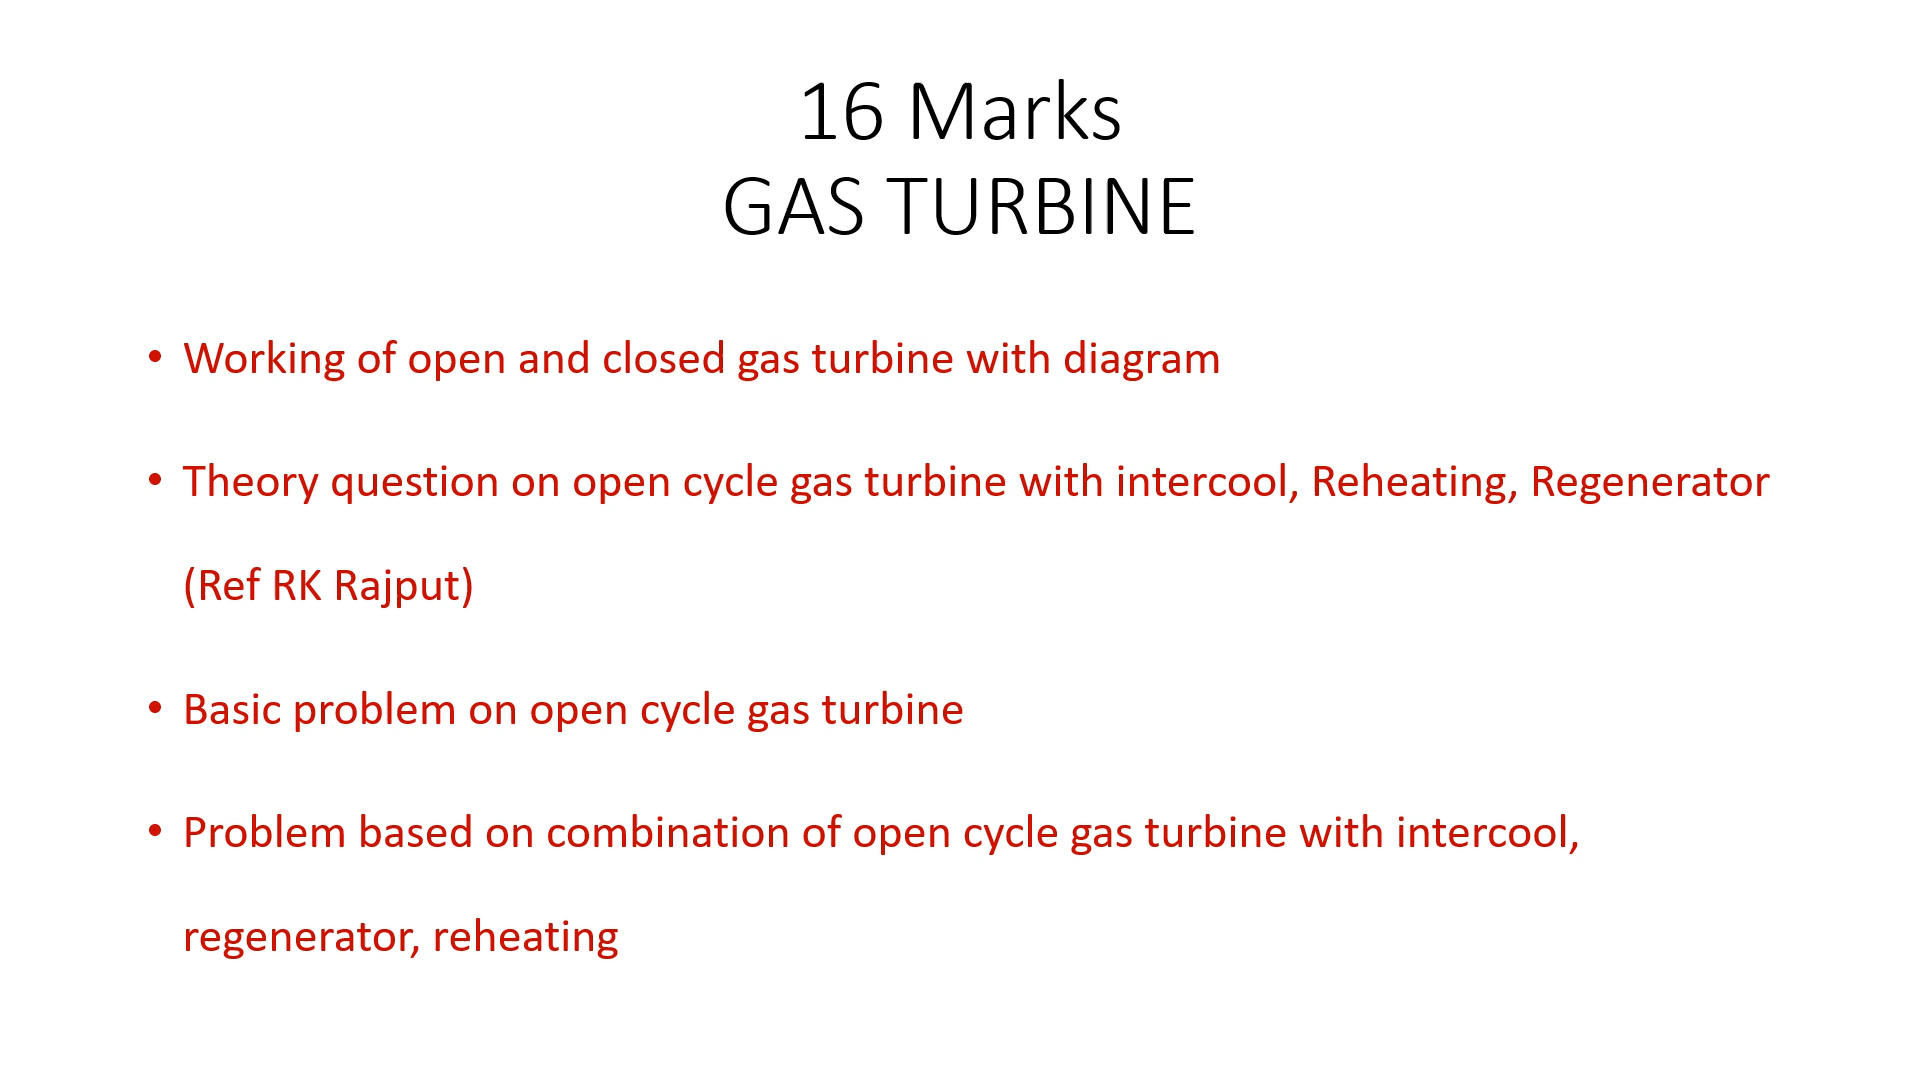 16 Marks
GAS TURBINE
• Working of open and closed gas turbine with diagram
• Theory question on open cycle gas turbine with intercool, Reheating, Regenerator
(Ref RK Rajput)
• Basic problem on open cycle gas turbine
• Problem based on combination of open cycle gas turbine with intercool,
regenerator, reheating